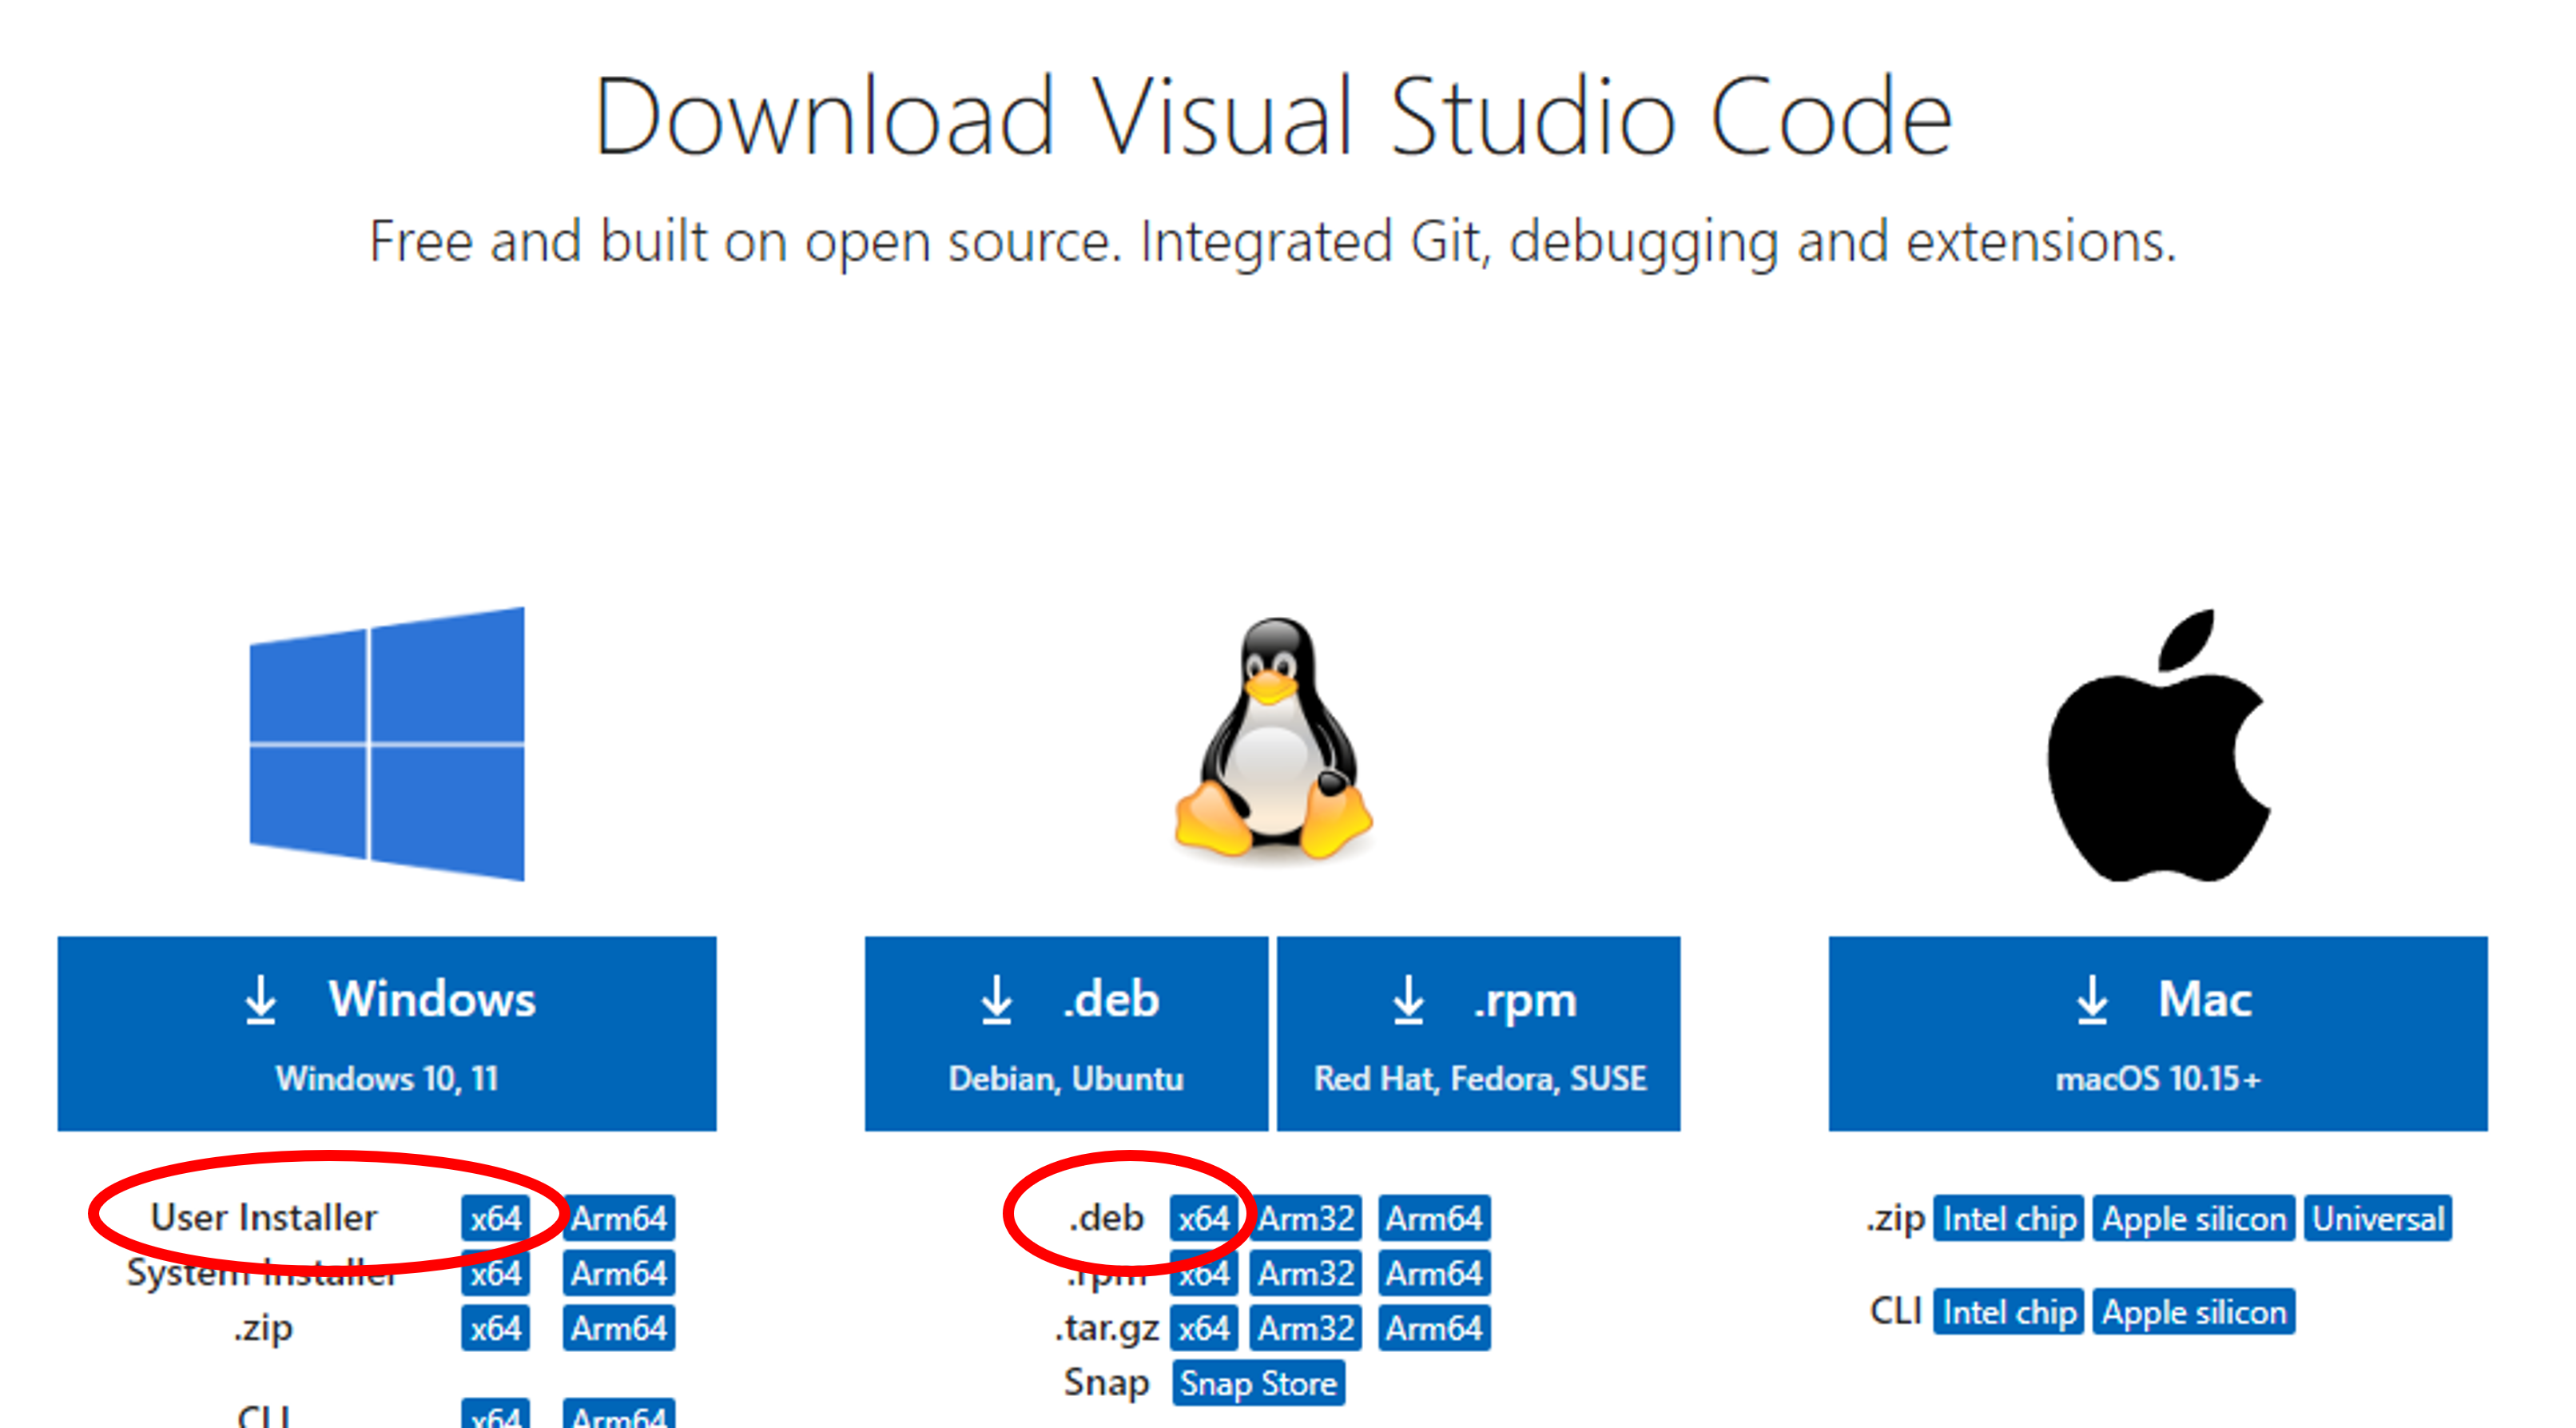 Download Visual Studio Code
Free and built on open source. Integrated Git, debugging and extensions.
Windows
Windows 10, 11
User Installer x64 Arm64
System Installer x64 Arm64
.zip x64 Arm64
CLI x64 Arm64
.deb
Debian, Ubuntu
.rpm
Red Hat, Fedora, SUSE
.deb x64 Arm32 Arm64
.rpm x64 Arm32 Arm64
.tar.gz x64 Arm32 Arm64
Snap Snap Store
Mac
macOS 10.15+
.zip Intel chip Apple silicon Universal
CLI Intel chip Apple silicon